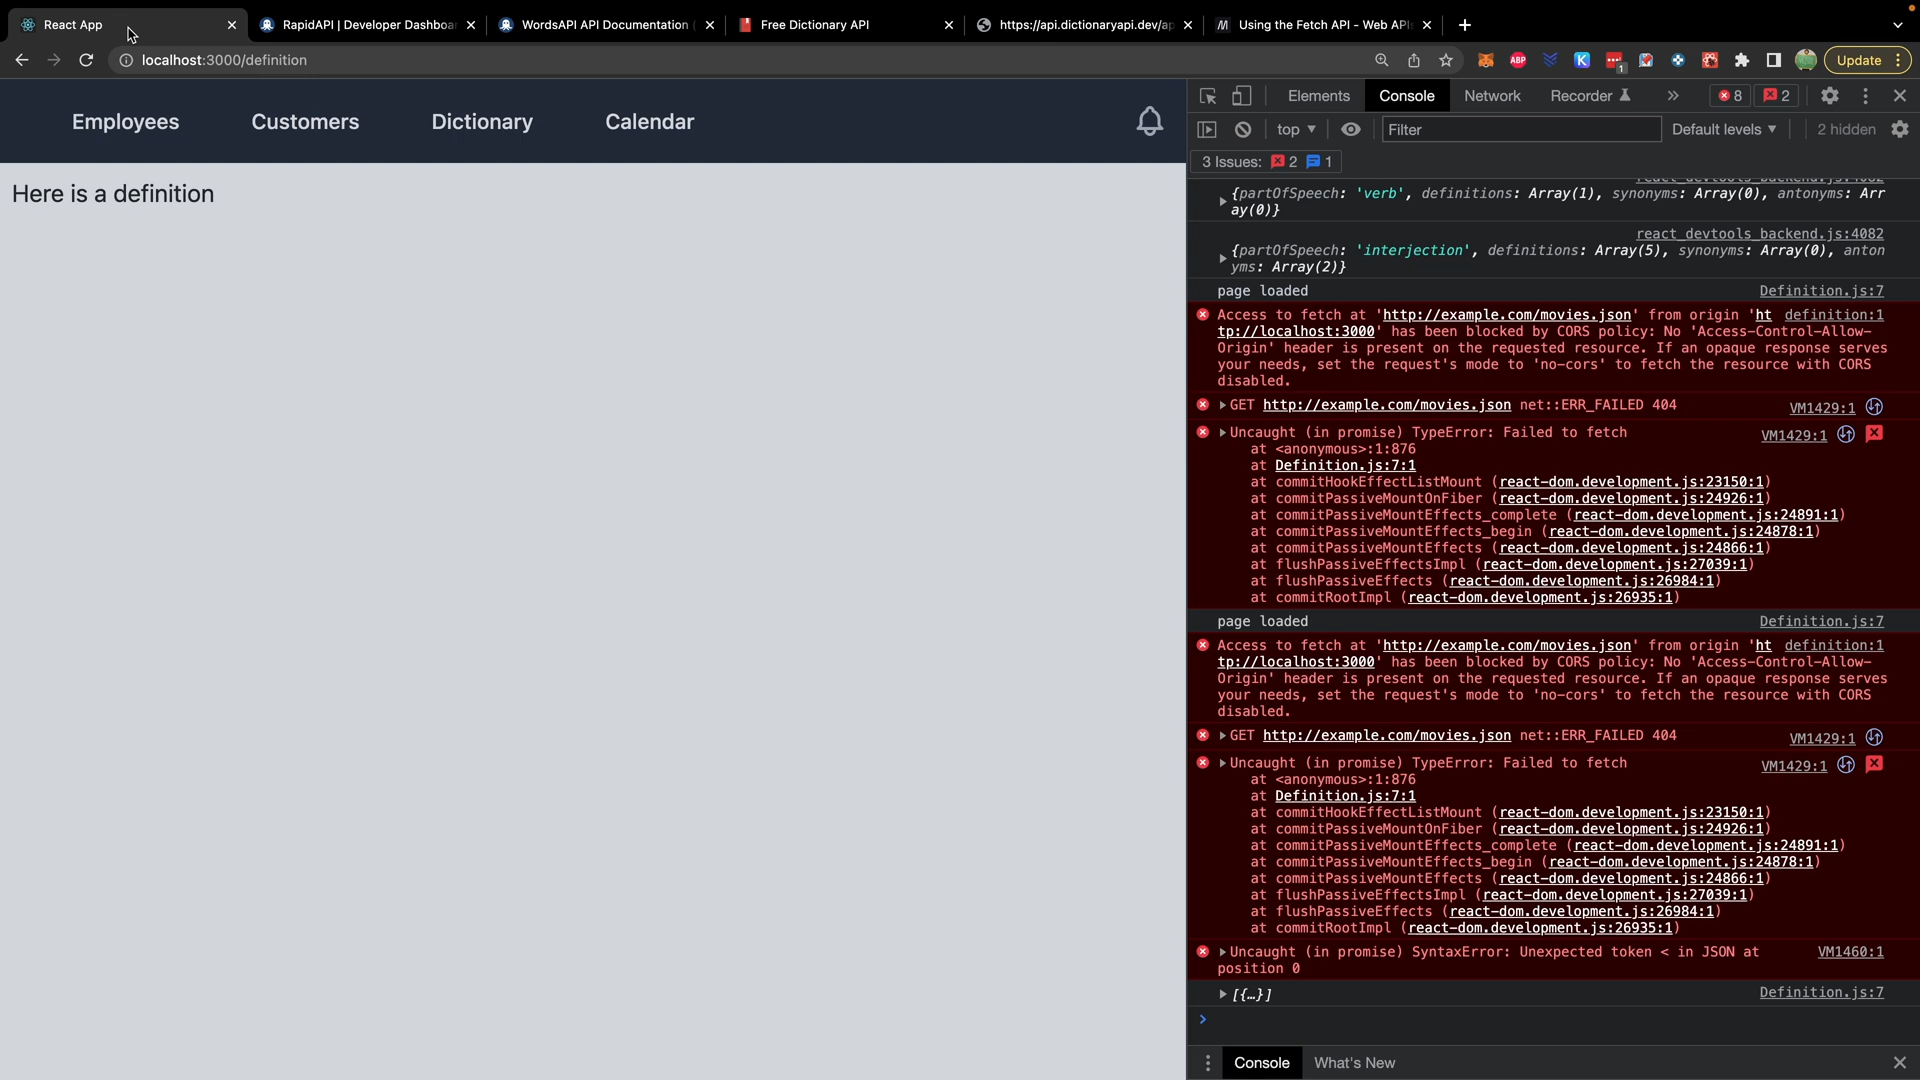 React App
RapidAPI | Developer Dashboa
WordsAPI API Documentation
Free Dictionary API
https://api.dictionaryapi.dev/ap
Using the Fetch API - Web API
localhost:3000/definition
ABP
K
1
Update
Employees
Customers
Dictionary
Calendar
Here is a definition
Elements
Console
Network
Recorder
8
2
top
Filter
Default levels
2 hidden
3 Issues:
2
1
{partOfSpeech: 'verb', definitions: Array(1), synonyms: Array(0), antonyms: Arr
ay(0)}
react_devtools_backend.js:4082
{partOfSpeech: 'interjection', definitions: Array(5), synonyms: Array(0), anton
yms: Array(2)}
page loaded Definition.js:7
Access to fetch at 'http://example.com/movies.json' from origin 'ht definition:1
tp://localhost:3000' has been blocked by CORS policy: No 'Access-Control-Allow-
Origin' header is present on the requested resource. If an opaque response serves
your needs, set the request's mode to 'no-cors' to fetch the resource with CORS
disabled.
GET http://example.com/movies.json net::ERR_FAILED 404 VM1429:1
Uncaught (in promise) TypeError: Failed to fetch VM1429:1
at <anonymous>:1:876
at Definition.js:7:1
at commitHookEffectListMount (react-dom.development.js:23150:1)
at commitPassiveMountOnFiber (react-dom.development.js:24926:1)
at commitPassiveMountEffects_complete (react-dom.development.js:24891:1)
at commitPassiveMountEffects_begin (react-dom.development.js:24878:1)
at commitPassiveMountEffects (react-dom.development.js:24866:1)
at flushPassiveEffectsImpl (react-dom.development.js:27039:1)
at flushPassiveEffects (react-dom.development.js:26984:1)
at commitRootImpl (react-dom.development.js:26935:1)
page loaded Definition.js:7
Access to fetch at 'http://example.com/movies.json' from origin 'ht definition:1
tp://localhost:3000' has been blocked by CORS policy: No 'Access-Control-Allow-
Origin' header is present on the requested resource. If an opaque response serves
your needs, set the request's mode to 'no-cors' to fetch the resource with CORS
disabled.
GET http://example.com/movies.json net::ERR_FAILED 404 VM1429:1
Uncaught (in promise) TypeError: Failed to fetch VM1429:1
at <anonymous>:1:876
at Definition.js:7:1
at commitHookEffectListMount (react-dom.development.js:23150:1)
at commitPassiveMountOnFiber (react-dom.development.js:24926:1)
at commitPassiveMountEffects_complete (react-dom.development.js:24891:1)
at commitPassiveMountEffects_begin (react-dom.development.js:24878:1)
at commitPassiveMountEffects (react-dom.development.js:24866:1)
at flushPassiveEffectsImpl (react-dom.development.js:27039:1)
at flushPassiveEffects (react-dom.development.js:26984:1)
at commitRootImpl (react-dom.development.js:26935:1)
Uncaught (in promise) SyntaxError: Unexpected token < in JSON at VM1460:1
position 0
[{…}] Definition.js:7
Console
What's New